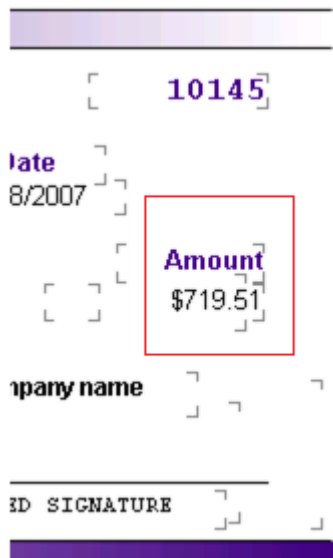 10145
Date
8/2007
Amount
$719.51
mpany name
ED SIGNATURE